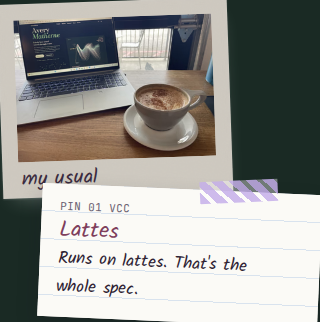 Avery
my usual
PIN 01 VCC
Lattes
Runs on lattes. That's the
whole spec.